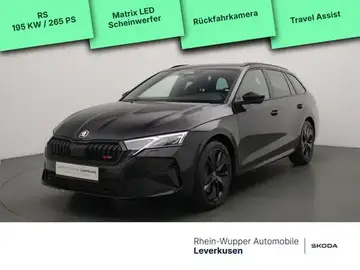 RS
195 KW / 265 PS
Matrix LED
Scheinwerfer
Rückfahrkamera
Travel Assist
Rhein-Wupper Automobile
Leverkusen
SKODA